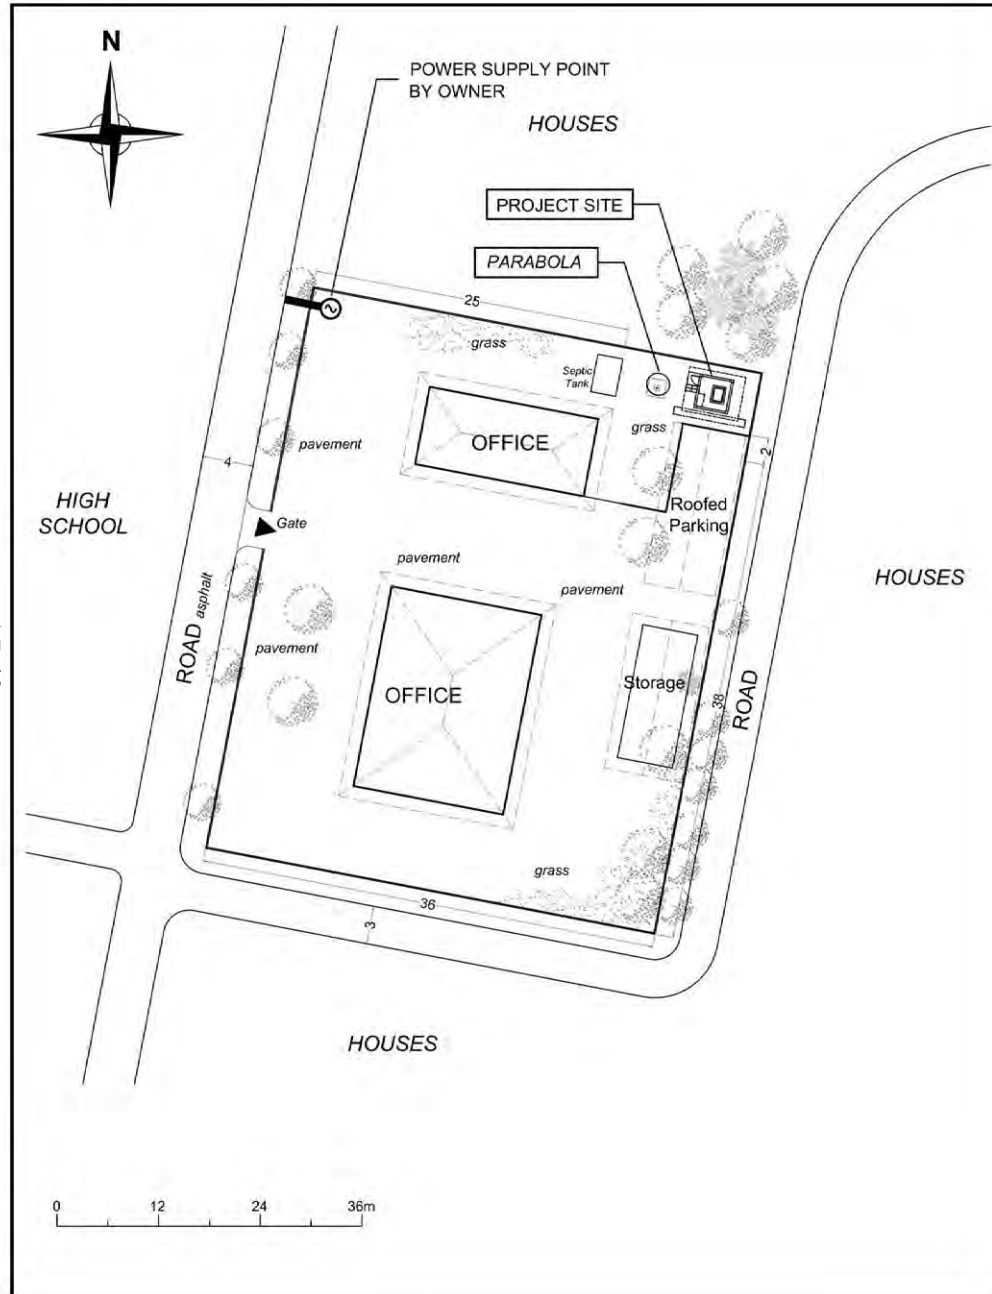 N
POWER SUPPLY POINT
BY OWNER
HOUSES
PROJECT SITE
PARABOLA
25
grass
Septic
Tank
grass
OFFICE
pavement
2
4
Roofed
Parking
HIGH
SCHOOL
Gate
pavement
pavement
HOUSES
ROAD asphalt
pavement
OFFICE
Storage
38
ROAD
grass
36
3
HOUSES
0 12 24 36m